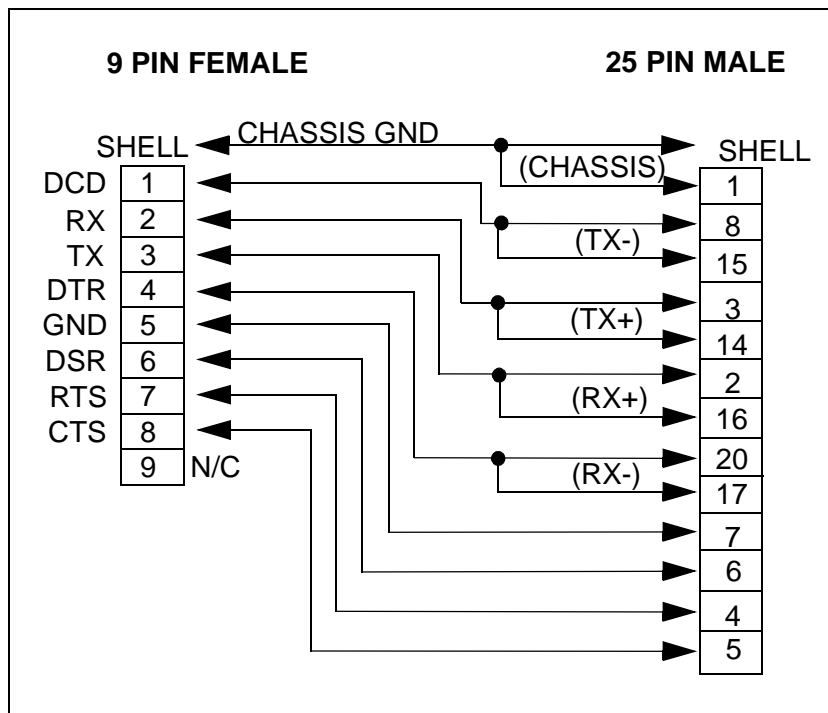 9 PIN FEMALE
25 PIN MALE
CHASSIS GND
SHELL
SHELL
(CHASSIS)
DCD 1
RX 2
TX 3
DTR 4
GND 5
DSR 6
RTS 7
CTS 8
9 N/C
1
8
(TX-)
15
3
(TX+)
14
2
(RX+)
16
20
(RX-)
17
7
6
4
5